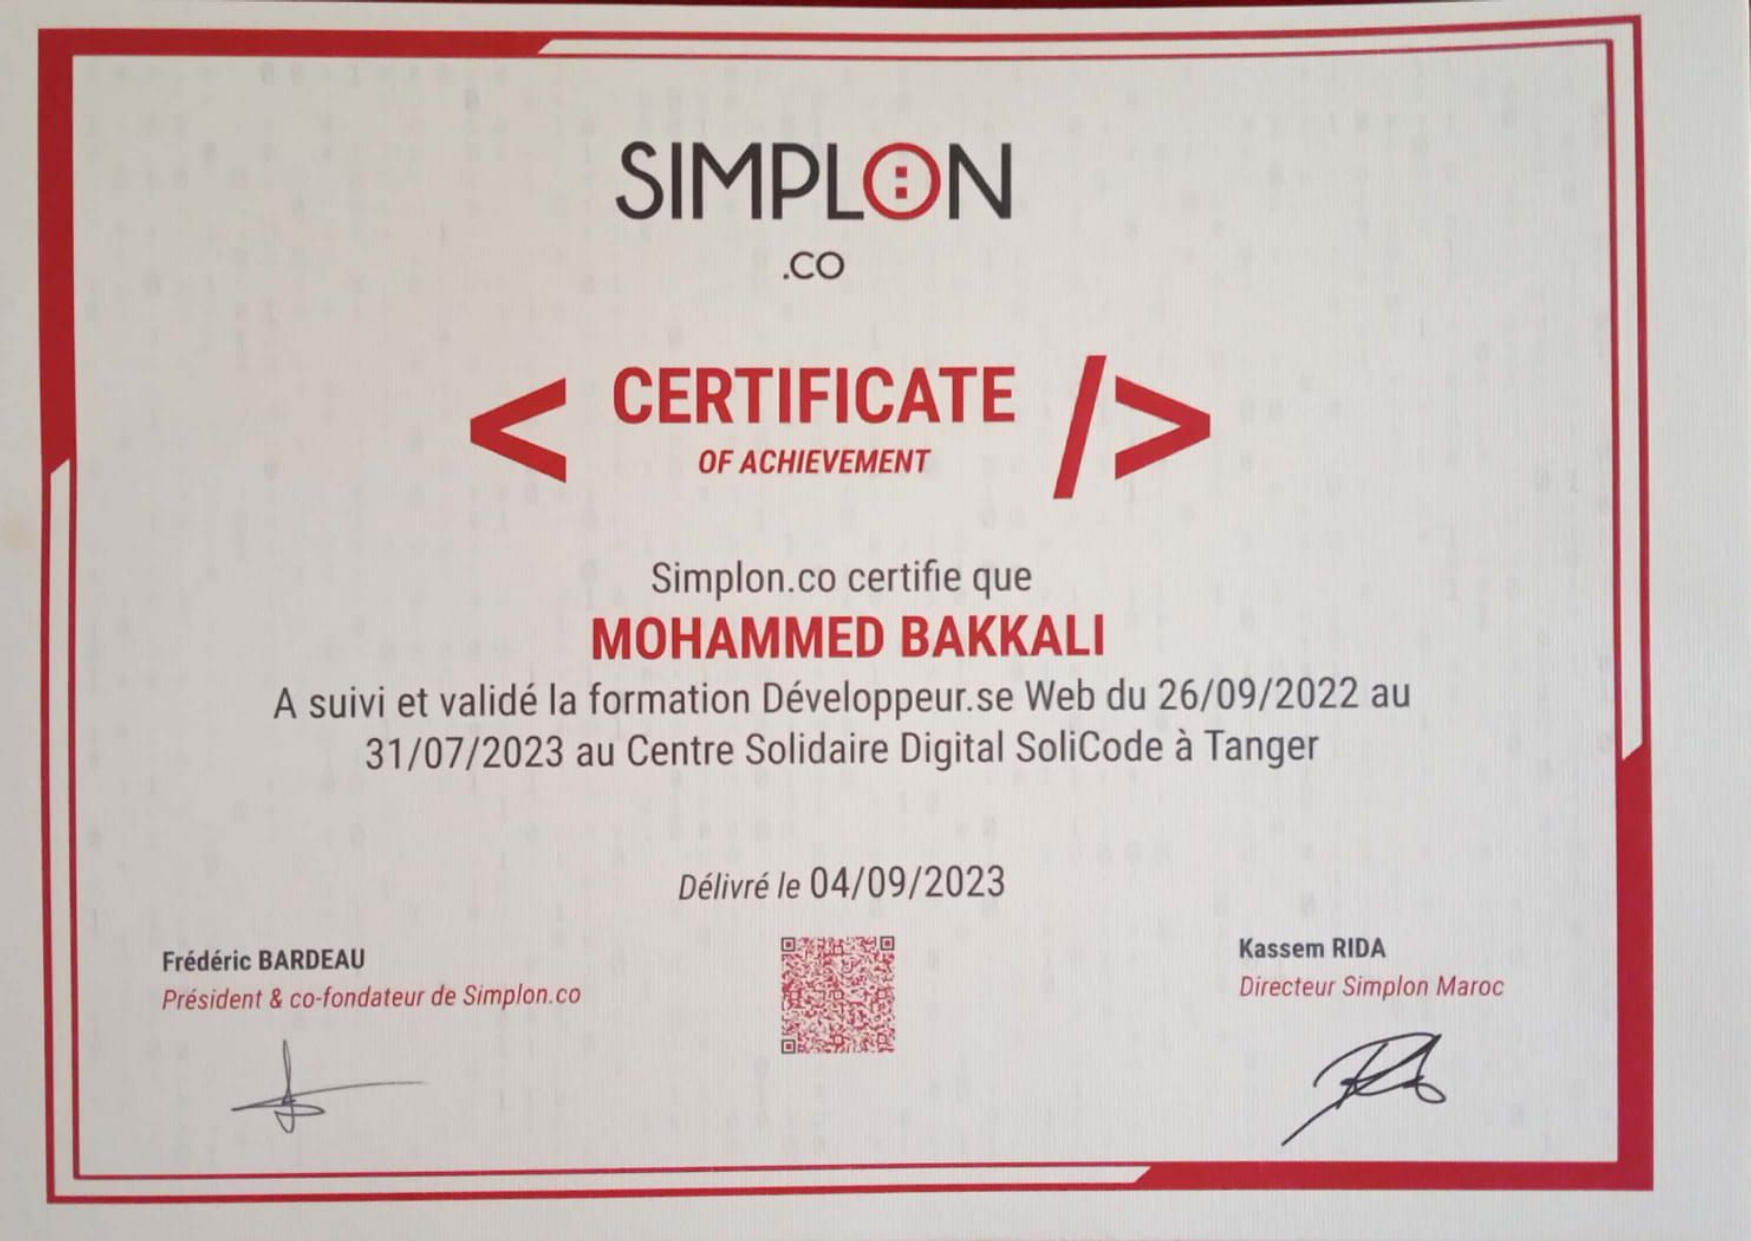 SIMPLON
.CO
< CERTIFICATE />
OF ACHIEVEMENT
Simplon.co certifie que
MOHAMMED BAKKALI
A suivi et validé la formation Développeur.se Web du 26/09/2022 au
31/07/2023 au Centre Solidaire Digital SoliCode à Tanger
Délivré le 04/09/2023
Frédéric BARDEAU
Président & co-fondateur de Simplon.co
Kassem RIDA
Directeur Simplon Maroc